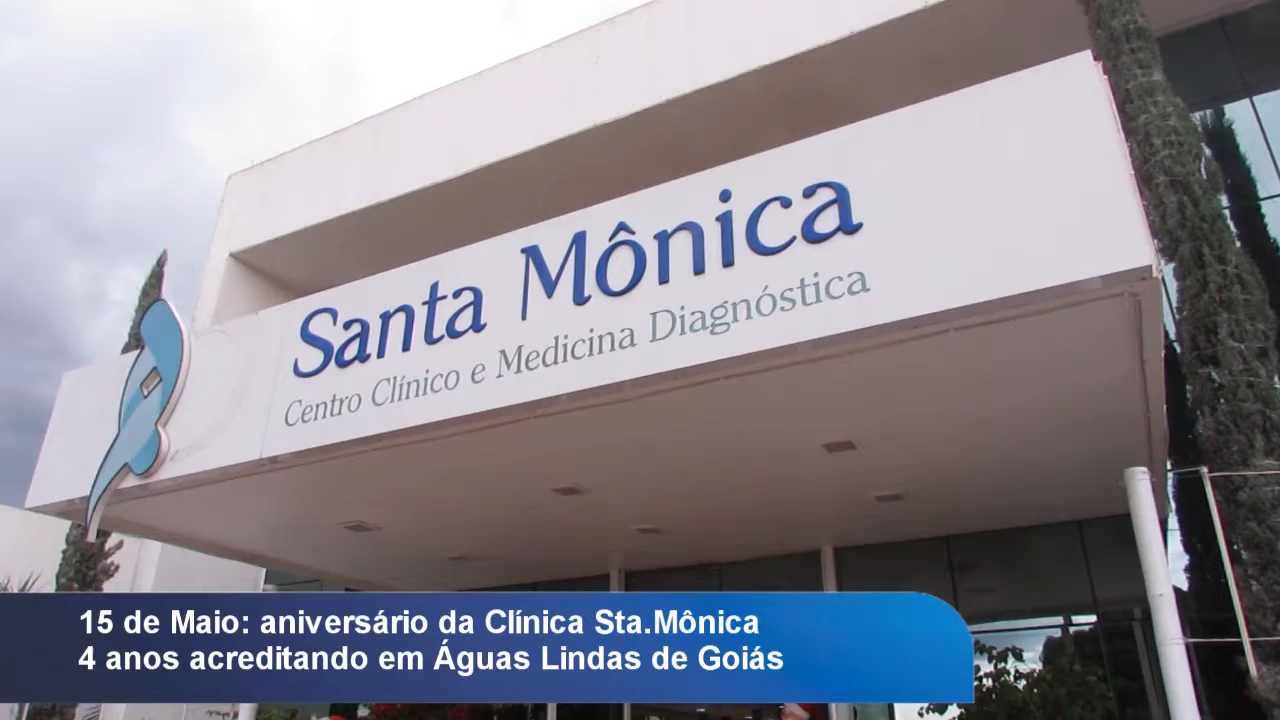 Santa Mônica
Centro Clínico e Medicina Diagnóstica
15 de Maio: aniversário da Clínica Sta.Mônica
4 anos acreditando em Águas Lindas de Goiás